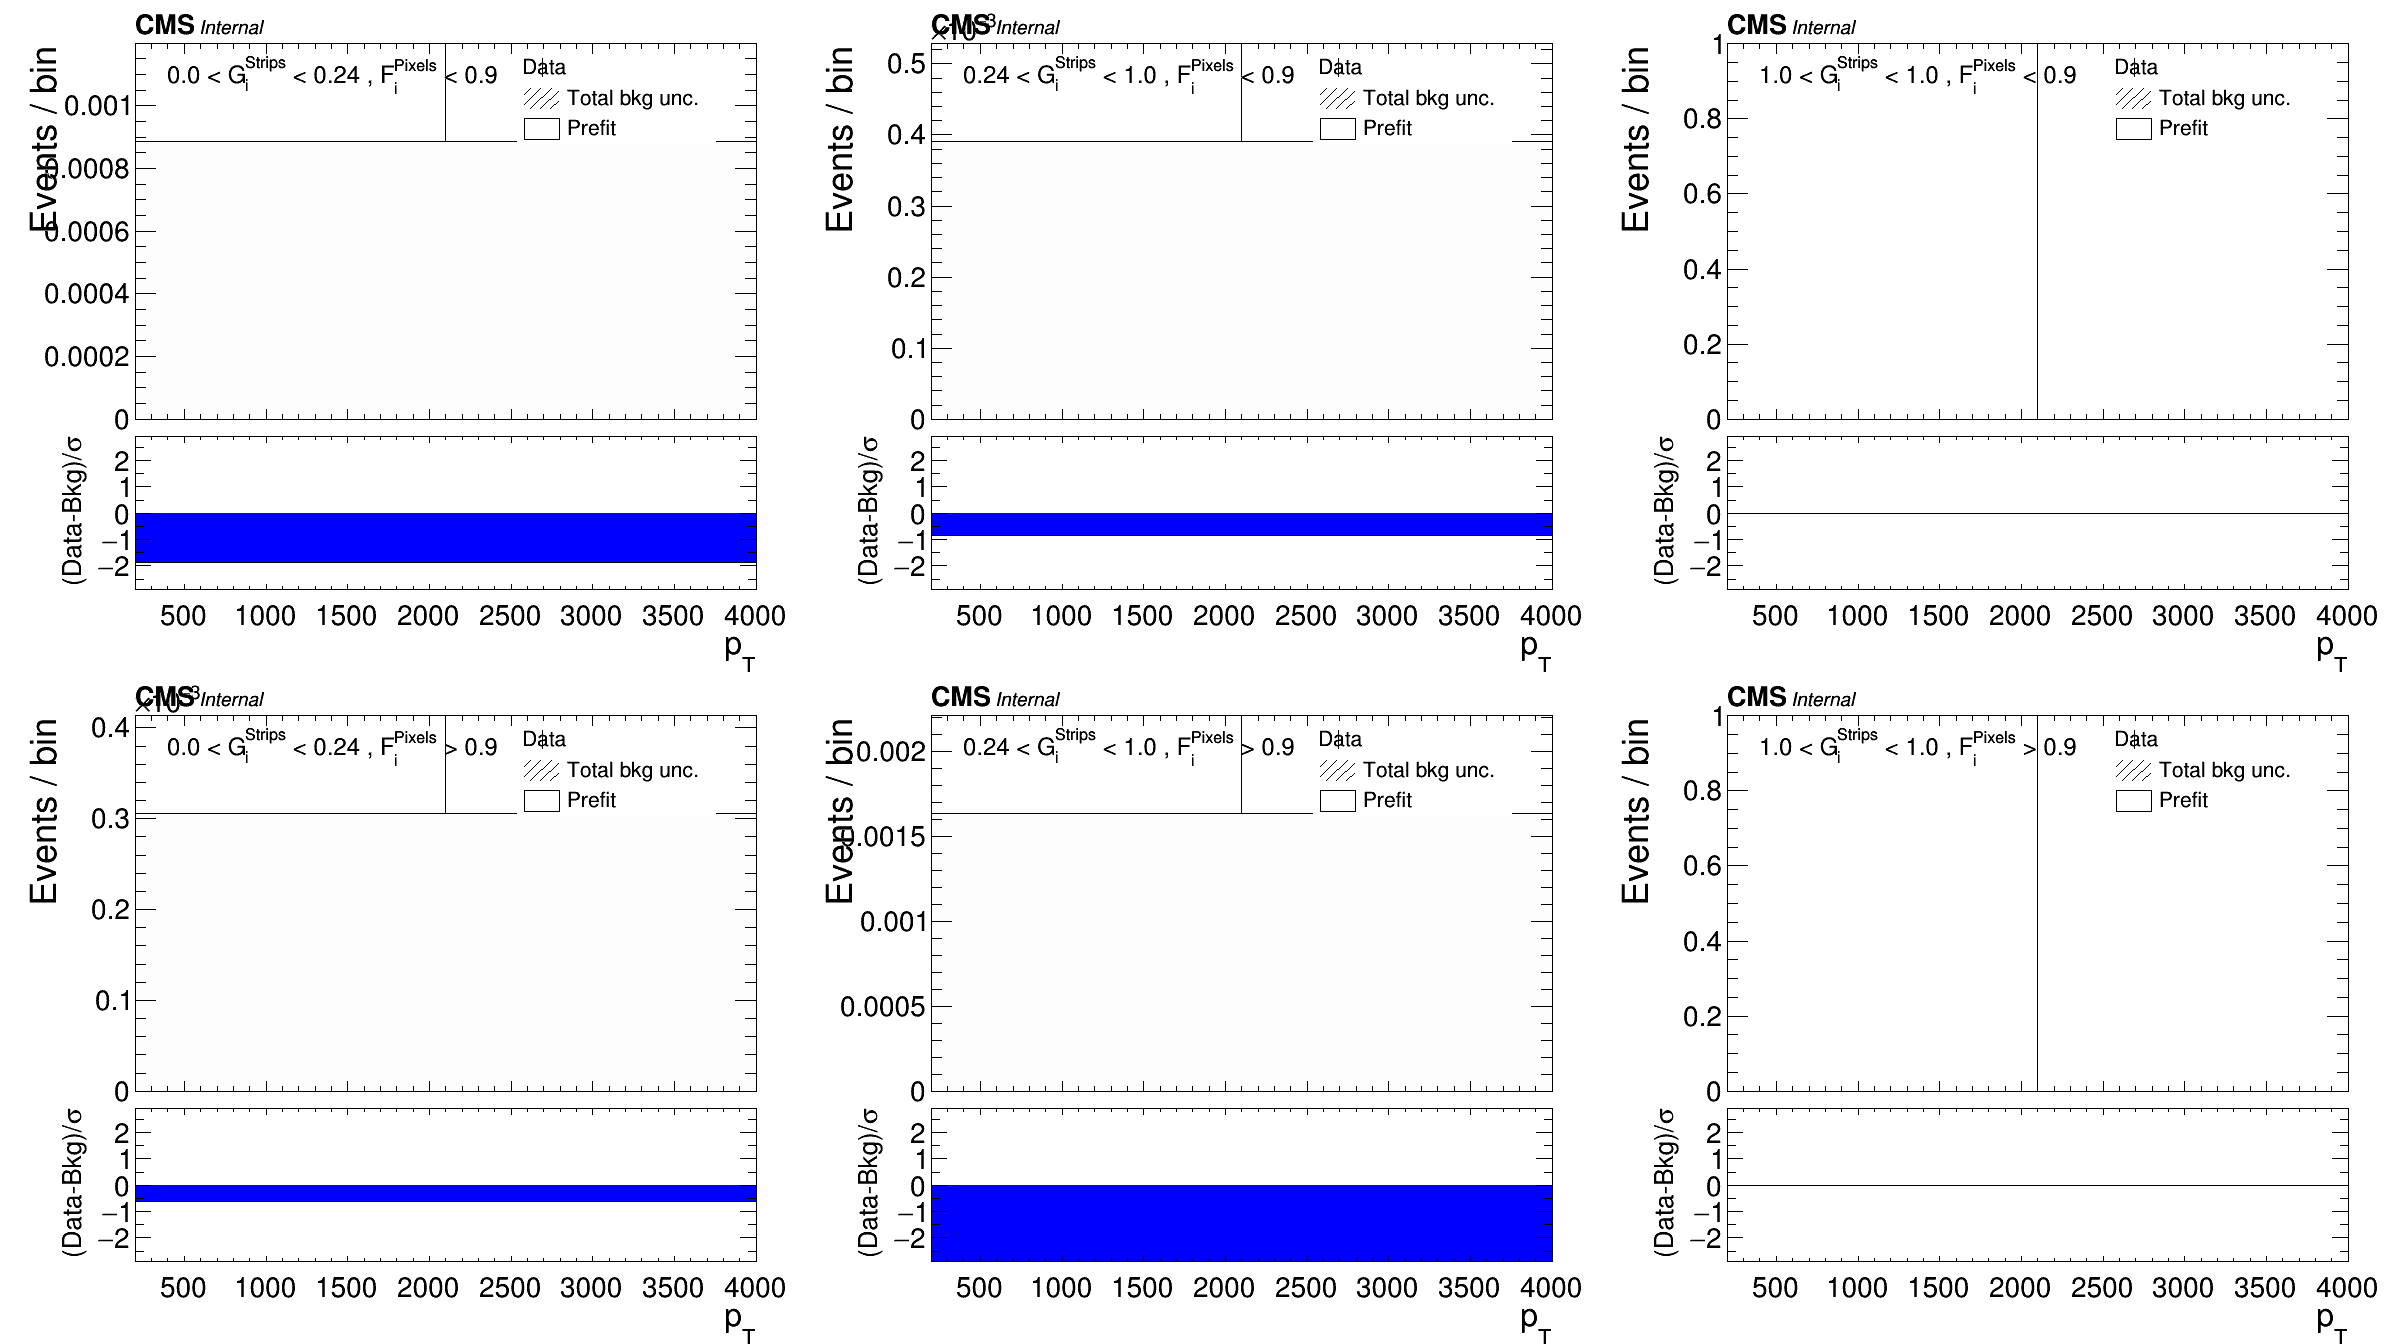 CMS Internal
0.0 < G_i^Strips < 0.24 , F_i^Pixels < 0.9
Data
Total bkg unc.
Prefit
Events / bin
0.001
0.0008
0.0006
0.0004
0.0002
0
(Data-Bkg)/σ
2
1
0
−1
−2
500 1000 1500 2000 2500 3000 3500 4000
p_T
CMS Internal
×10^-3
0.24 < G_i^Strips < 1.0 , F_i^Pixels < 0.9
Data
Total bkg unc.
Prefit
Events / bin
0.5
0.4
0.3
0.2
0.1
0
(Data-Bkg)/σ
2
1
0
−1
−2
500 1000 1500 2000 2500 3000 3500 4000
p_T
CMS Internal
1.0 < G_i^Strips < 1.0 , F_i^Pixels < 0.9
Data
Total bkg unc.
Prefit
Events / bin
1
0.8
0.6
0.4
0.2
0
(Data-Bkg)/σ
2
1
0
−1
−2
500 1000 1500 2000 2500 3000 3500 4000
p_T
CMS Internal
×10^-3
0.0 < G_i^Strips < 0.24 , F_i^Pixels > 0.9
Data
Total bkg unc.
Prefit
Events / bin
0.4
0.3
0.2
0.1
0
(Data-Bkg)/σ
2
1
0
−1
−2
500 1000 1500 2000 2500 3000 3500 4000
p_T
CMS Internal
0.24 < G_i^Strips < 1.0 , F_i^Pixels > 0.9
Data
Total bkg unc.
Prefit
Events / bin
0.002
0.0015
0.001
0.0005
0
(Data-Bkg)/σ
2
1
0
−1
−2
500 1000 1500 2000 2500 3000 3500 4000
p_T
CMS Internal
1.0 < G_i^Strips < 1.0 , F_i^Pixels > 0.9
Data
Total bkg unc.
Prefit
Events / bin
1
0.8
0.6
0.4
0.2
0
(Data-Bkg)/σ
2
1
0
−1
−2
500 1000 1500 2000 2500 3000 3500 4000
p_T